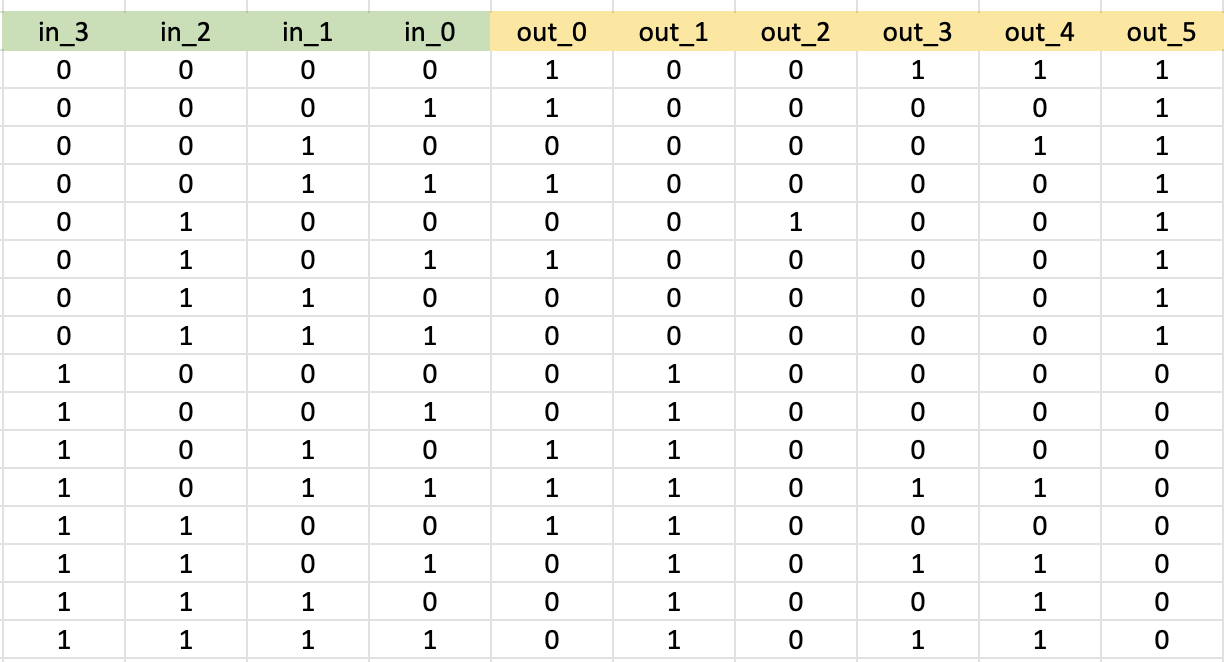 in_3 in_2 in_1 in_0 out_0 out_1 out_2 out_3 out_4 out_5
0 0 0 0 1 0 0 1 1 1
0 0 0 1 1 0 0 0 0 1
0 0 1 0 0 0 0 0 1 1
0 0 1 1 1 0 0 0 0 1
0 1 0 0 0 0 1 0 0 1
0 1 0 1 1 0 0 0 0 1
0 1 1 0 0 0 0 0 0 1
0 1 1 1 0 0 0 0 0 1
1 0 0 0 0 1 0 0 0 0
1 0 0 1 0 1 0 0 0 0
1 0 1 0 1 1 0 0 0 0
1 0 1 1 1 1 0 1 1 0
1 1 0 0 1 1 0 0 0 0
1 1 0 1 0 1 0 1 1 0
1 1 1 0 0 1 0 0 1 0
1 1 1 1 0 1 0 1 1 0